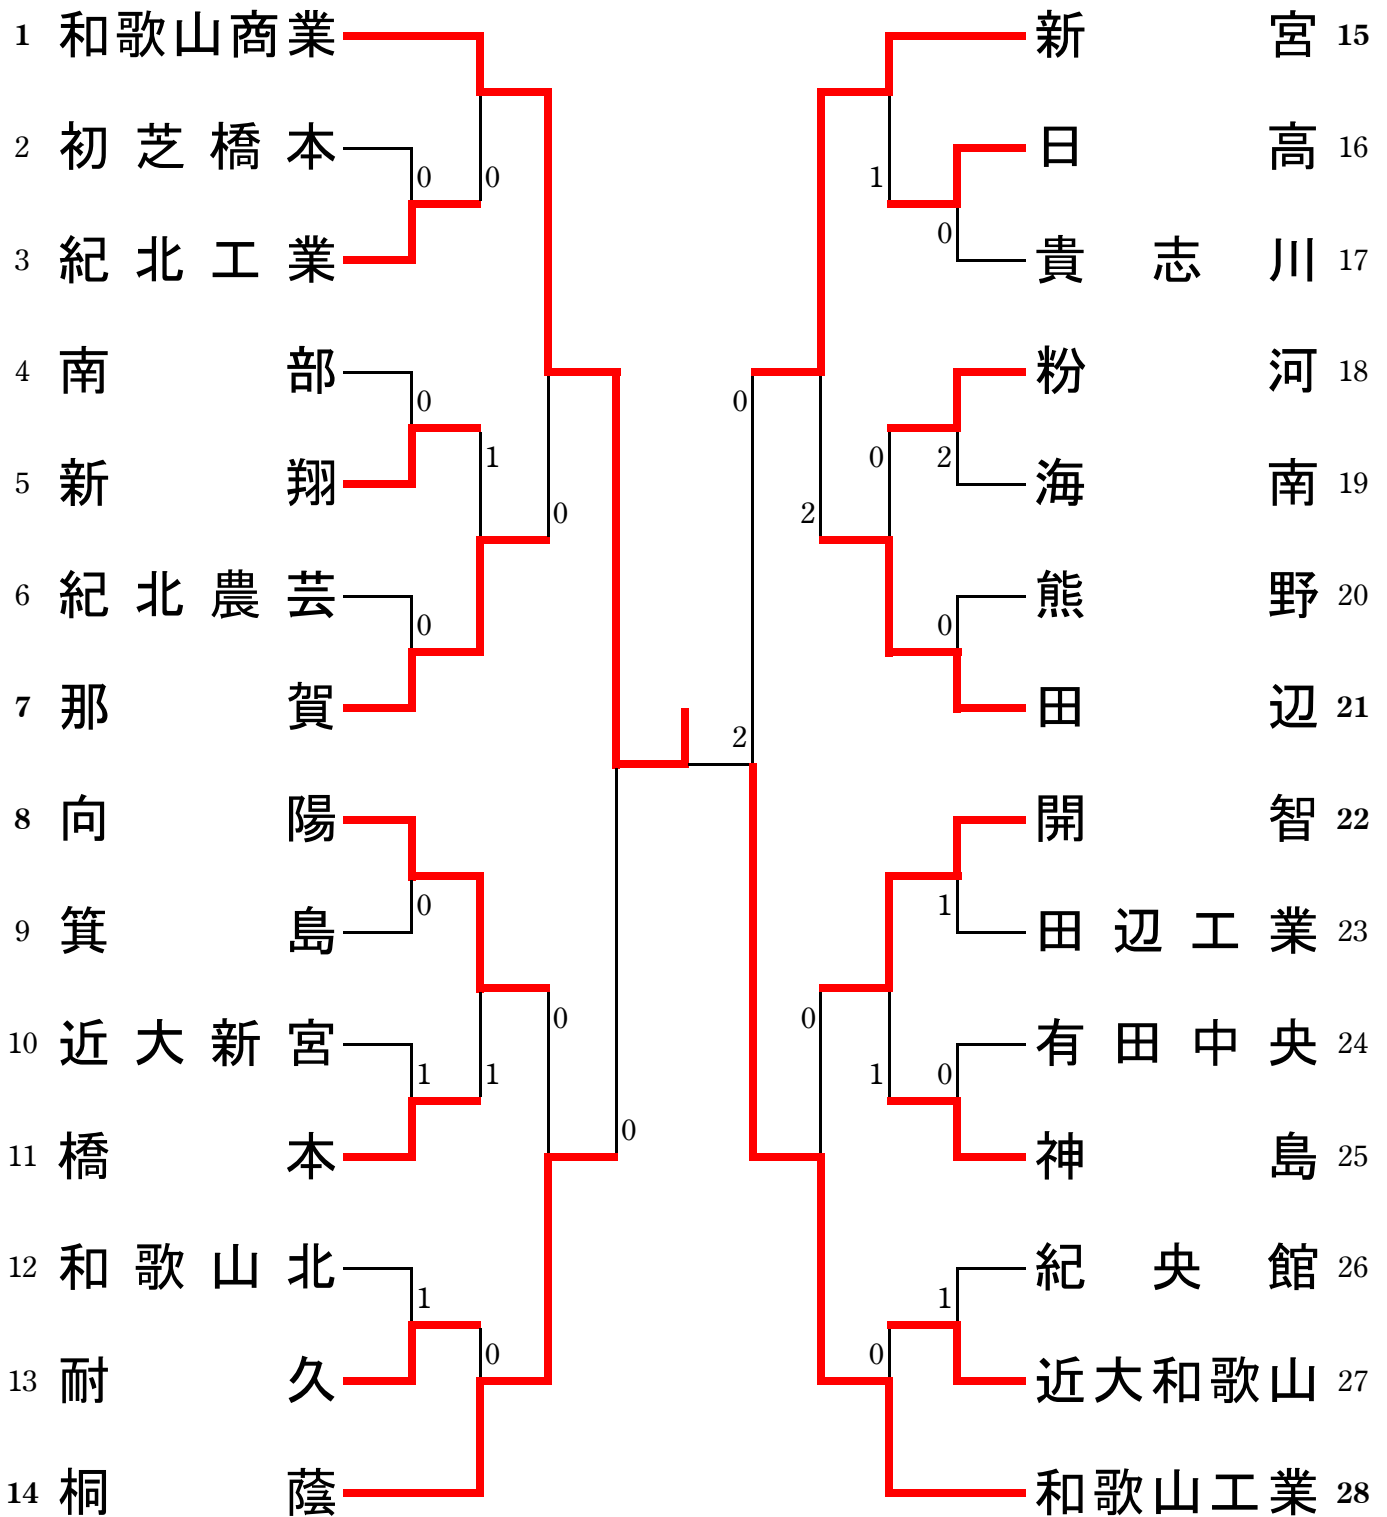 1 和歌山商業
2 初芝橋本
3 紀北工業
4 南部
5 新翔
6 紀北農芸
7 那賀
8 向陽
9 箕島
10 近大新宮
11 橋本
12 和歌山北
13 耐久
14 桐蔭
0
0
0
1
0
0
0
0
1
1
0
1
0
2
0
1
0
0
2
2
0
1
0
1
0
1
0
新宮 15
日高 16
貴志川 17
粉河 18
海南 19
熊野 20
田辺 21
開智 22
田辺工業 23
有田中央 24
神島 25
紀央館 26
近大和歌山 27
和歌山工業 28